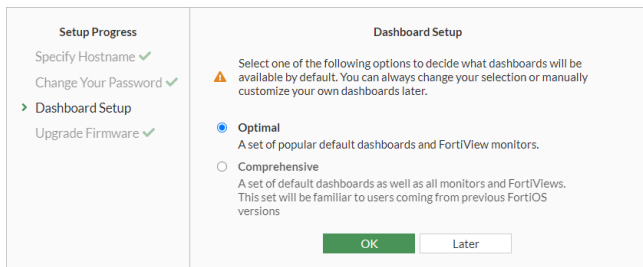 Setup Progress
Specify Hostname
Change Your Password
Dashboard Setup
Upgrade Firmware
Dashboard Setup
Select one of the following options to decide what dashboards will be
available by default. You can always change your selection or manually
customize your own dashboards later.
Optimal
A set of popular default dashboards and FortiView monitors.
Comprehensive
A set of default dashboards as well as all monitors and FortiViews.
This set will be familiar to users coming from previous FortiOS
versions
OK
Later